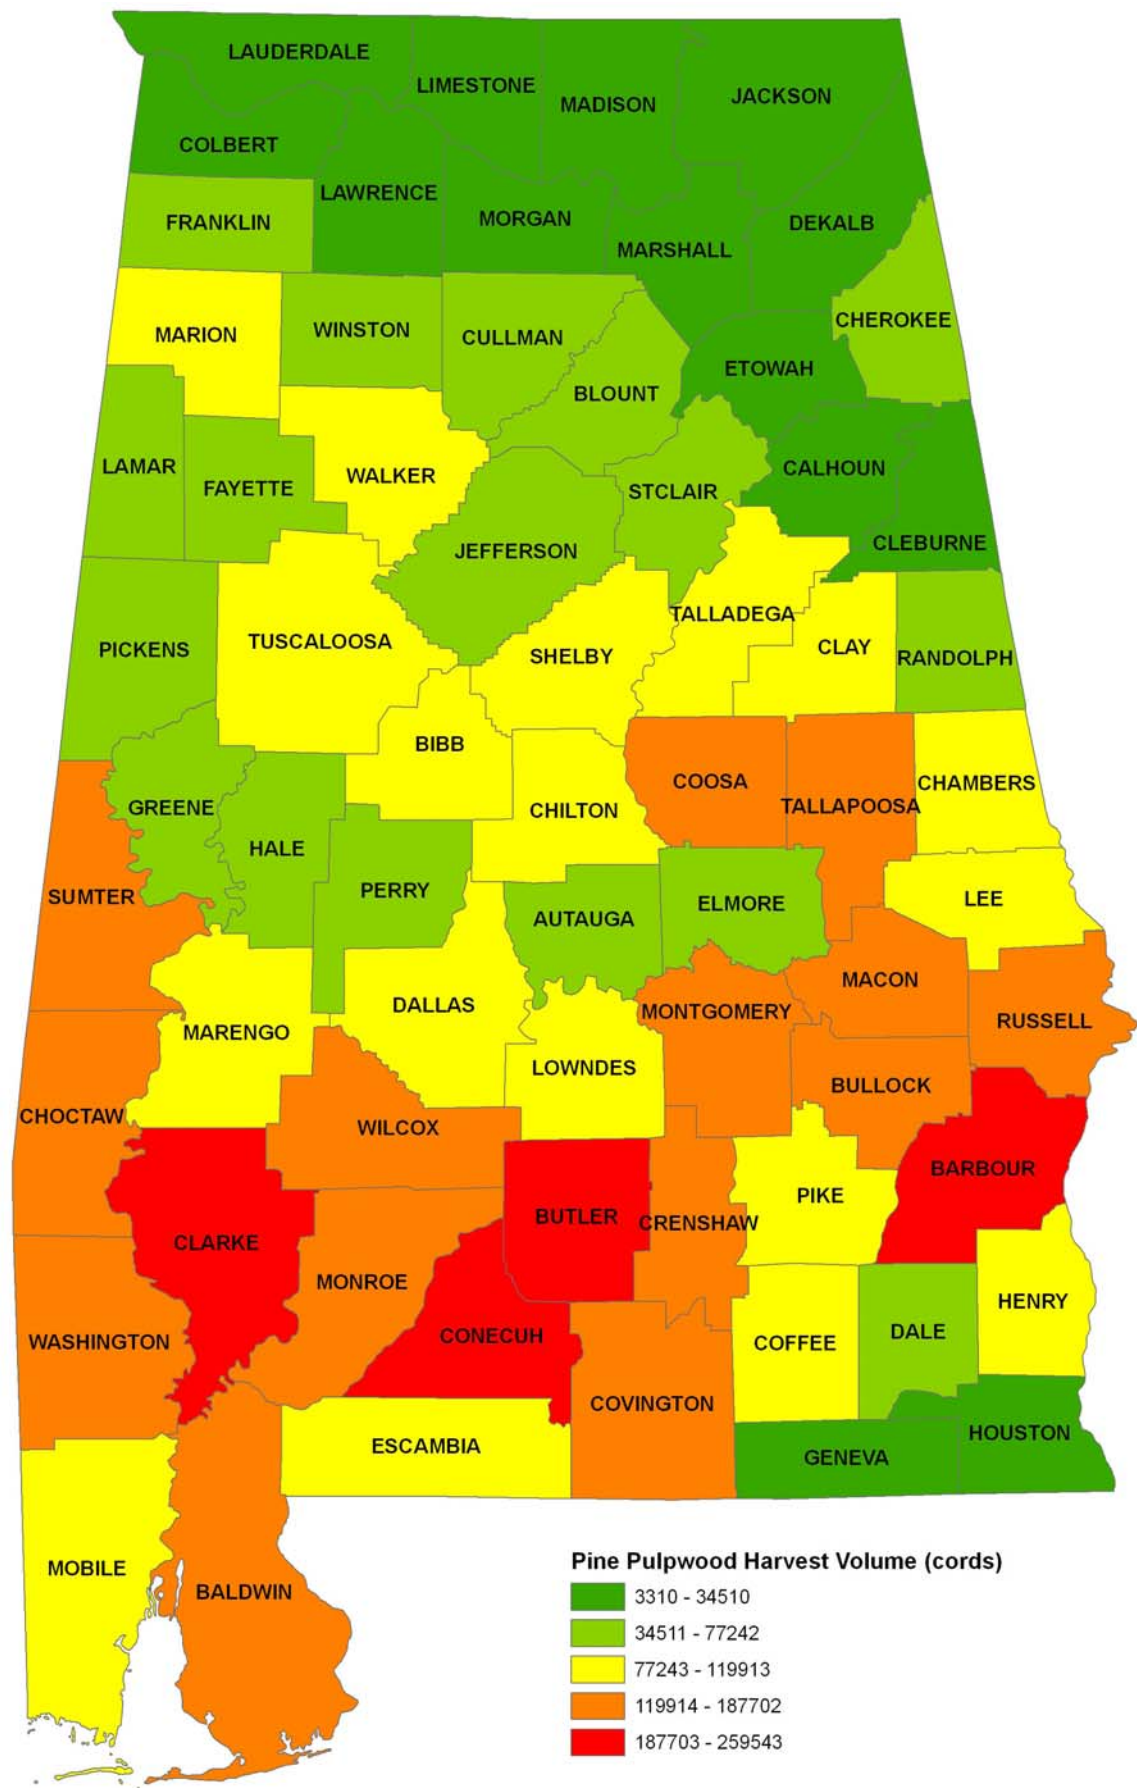 LAUDERDALE
LIMESTONE
MADISON
JACKSON
COLBERT
LAWRENCE
FRANKLIN
MORGAN
DEKALB
MARSHALL
CHEROKEE
MARION
WINSTON
CULLMAN
ETOWAH
BLOUNT
LAMAR
CALHOUN
WALKER
FAYETTE
STCLAIR
CLEBURNE
JEFFERSON
TALLADEGA
TUSCALOOSA
PICKENS
SHELBY
CLAY
RANDOLPH
BIBB
COOSA
CHAMBERS
GREENE
TALLAPOOSA
CHILTON
HALE
PERRY
SUMTER
LEE
ELMORE
AUTAUGA
MACON
DALLAS
MONTGOMERY
RUSSELL
MARENGO
LOWNDES
BULLOCK
CHOCTAW
WILCOX
BARBOUR
PIKE
BUTLER
CRENSHAW
CLARKE
MONROE
HENRY
CONECUH
DALE
WASHINGTON
COFFEE
COVINGTON
HOUSTON
ESCAMBIA
GENEVA
MOBILE
BALDWIN
Pine Pulpwood Harvest Volume (cords)
3310 - 34510
34511 - 77242
77243 - 119913
119914 - 187702
187703 - 259543